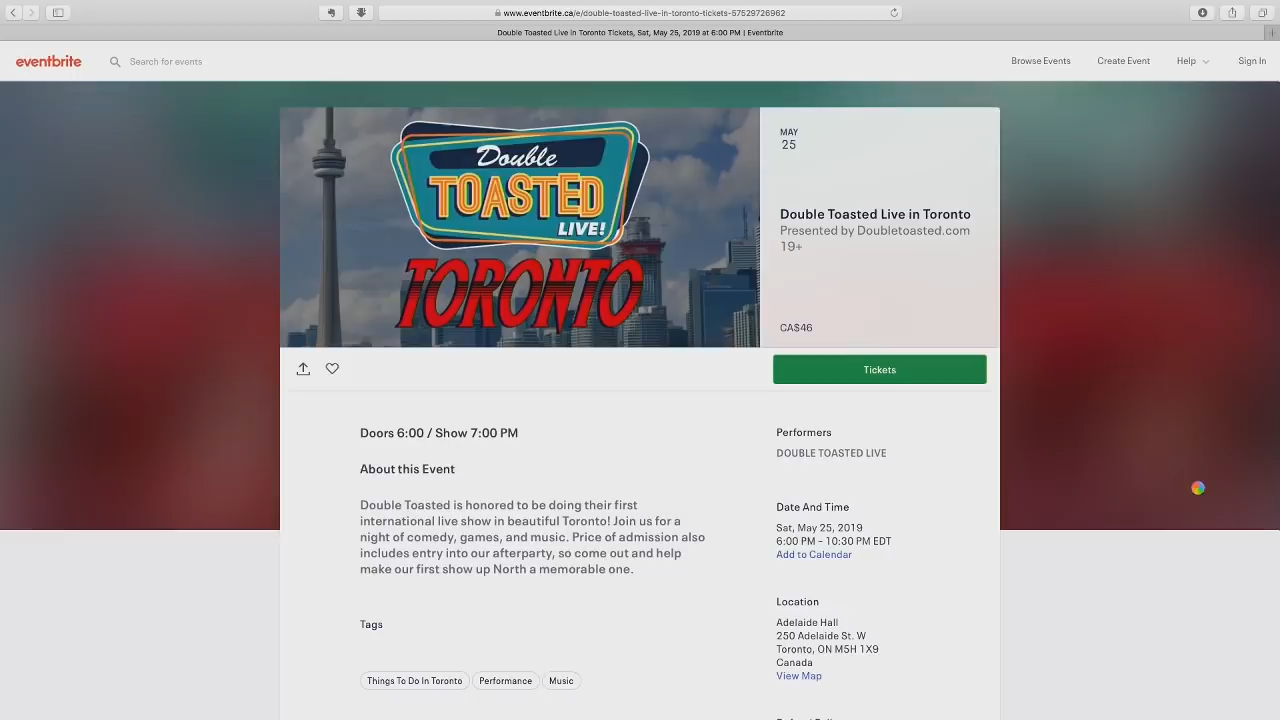 www.eventbrite.ca/e/double-toasted-live-in-toronto-tickets-57529726962
Double Toasted Live in Toronto Tickets, Sat, May 25, 2019 at 6:00 PM | Eventbrite
eventbrite
Search for events
Browse Events
Create Event
Help
Sign In
Double
TOASTED
LIVE!
TORONTO
MAY
25
Double Toasted Live in Toronto
Presented by Doubletoasted.com
19+
CA$46
Tickets
Doors 6:00 / Show 7:00 PM
About this Event
Double Toasted is honored to be doing their first
international live show in beautiful Toronto! Join us for a
night of comedy, games, and music. Price of admission also
includes entry into our afterparty, so come out and help
make our first show up North a memorable one.
Tags
Things To Do In Toronto
Performance
Music
Performers
DOUBLE TOASTED LIVE
Date And Time
Sat, May 25, 2019
6:00 PM – 10:30 PM EDT
Add to Calendar
Location
Adelaide Hall
250 Adelaide St. W
Toronto, ON M5H 1X9
Canada
View Map